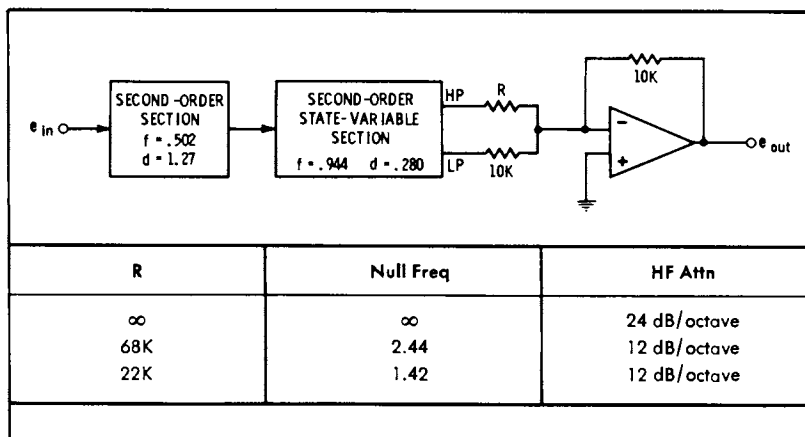 10K
SECOND-ORDER
SECTION
f = .502
d = 1.27
e in
SECOND-ORDER
STATE-VARIABLE
SECTION
f = .944 d = .280
HP
R
LP
10K
-
+
e out
R
Null Freq
HF Attn
∞
∞
24 dB/octave
68K
2.44
12 dB/octave
22K
1.42
12 dB/octave